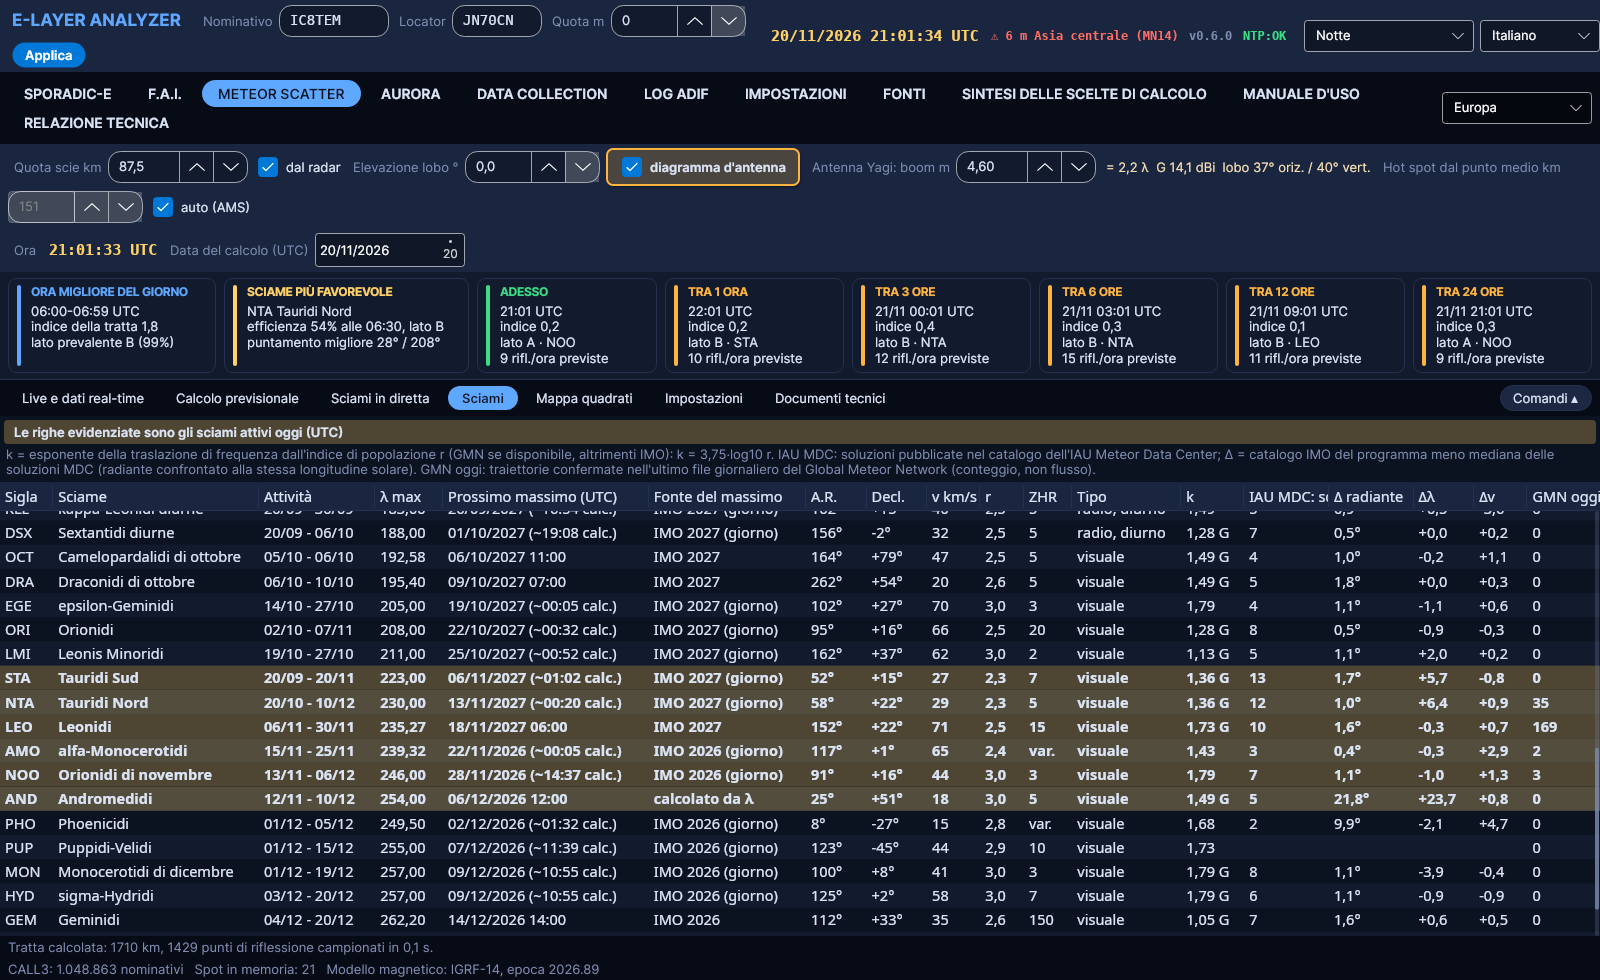 E-LAYER ANALYZER Nominativo IC8TEM Locator JN70CN Quota m 0
20/11/2026 21:01:34 UTC ⚠ 6 m Asia centrale (MN14) v0.6.0 NTP:OK Notte Italiano
Applica
SPORADIC-E F.A.I. METEOR SCATTER AURORA DATA COLLECTION LOG ADIF IMPOSTAZIONI FONTI SINTESI DELLE SCELTE DI CALCOLO MANUALE D'USO
RELAZIONE TECNICA
Europa
Quota scie km 87,5 dal radar Elevazione lobo ° 0,0 diagramma d'antenna Antenna Yagi: boom m 4,60 = 2,2 λ G 14,1 dBi lobo 37° oriz. / 40° vert. Hot spot dal punto medio km
151 auto (AMS)
Ora 21:01:33 UTC Data del calcolo (UTC) 20/11/2026 20
ORA MIGLIORE DEL GIORNO
06:00-06:59 UTC
indice della tratta 1,8
lato prevalente B (99%)
SCIAME PIÙ FAVOREVOLE
NTA Tauridi Nord
efficienza 54% alle 06:30, lato B
puntamento migliore 28° / 208°
ADESSO
21:01 UTC
indice 0,2
lato A · NOO
9 rifl./ora previste
TRA 1 ORA
22:01 UTC
indice 0,2
lato B · STA
10 rifl./ora previste
TRA 3 ORE
21/11 00:01 UTC
indice 0,4
lato B · NTA
12 rifl./ora previste
TRA 6 ORE
21/11 03:01 UTC
indice 0,3
lato B · NTA
15 rifl./ora previste
TRA 12 ORE
21/11 09:01 UTC
indice 0,1
lato B · LEO
11 rifl./ora previste
TRA 24 ORE
21/11 21:01 UTC
indice 0,3
lato A · NOO
9 rifl./ora previste
Live e dati real-time Calcolo previsionale Sciami in diretta Sciami Mappa quadrati Impostazioni Documenti tecnici Comandi ▴
Le righe evidenziate sono gli sciami attivi oggi (UTC)
k = esponente della traslazione di frequenza dall'indice di popolazione r (GMN se disponibile, altrimenti IMO): k = 3,75·log10 r. IAU MDC: soluzioni pubblicate nel catalogo dell'IAU Meteor Data Center; Δ = catalogo IMO del programma meno mediana delle
soluzioni MDC (radiante confrontato alla stessa longitudine solare). GMN oggi: traiettorie confermate nell'ultimo file giornaliero del Global Meteor Network (conteggio, non flusso).
Sigla Sciame Attività λ max Prossimo massimo (UTC) Fonte del massimo A.R. Decl. v km/s r ZHR Tipo k IAU MDC: so Δ radiante Δλ Δv GMN oggi
DSX Sextantidi diurne 20/09 - 06/10 188,00 01/10/2027 (~19:08 calc.) IMO 2027 (giorno) 156° -2° 32 2,5 5 radio, diurno 1,28 G 7 0,5° +0,0 +0,2 0
OCT Camelopardalidi di ottobre 05/10 - 06/10 192,58 06/10/2027 11:00 IMO 2027 164° +79° 47 2,5 5 visuale 1,49 G 4 1,0° -0,2 +1,1 0
DRA Draconidi di ottobre 06/10 - 10/10 195,40 09/10/2027 07:00 IMO 2027 262° +54° 20 2,6 5 visuale 1,49 G 5 1,8° +0,0 +0,3 0
EGE epsilon-Geminidi 14/10 - 27/10 205,00 19/10/2027 (~00:05 calc.) IMO 2027 (giorno) 102° +27° 70 3,0 3 visuale 1,79 4 1,1° -1,1 +0,6 0
ORI Orionidi 02/10 - 07/11 208,00 22/10/2027 (~00:32 calc.) IMO 2027 (giorno) 95° +16° 66 2,5 20 visuale 1,28 G 8 0,5° -0,9 -0,3 0
LMI Leonis Minoridi 19/10 - 27/10 211,00 25/10/2027 (~00:52 calc.) IMO 2027 (giorno) 162° +37° 62 3,0 2 visuale 1,13 G 5 1,1° +2,0 +0,2 0
STA Tauridi Sud 20/09 - 20/11 223,00 06/11/2027 (~01:02 calc.) IMO 2027 (giorno) 52° +15° 27 2,3 7 visuale 1,36 G 13 1,7° +5,7 -0,8 0
NTA Tauridi Nord 20/10 - 10/12 230,00 13/11/2027 (~00:20 calc.) IMO 2027 (giorno) 58° +22° 29 2,3 5 visuale 1,36 G 12 1,0° +6,4 +0,9 35
LEO Leonidi 06/11 - 30/11 235,27 18/11/2027 06:00 IMO 2027 152° +22° 71 2,5 15 visuale 1,73 G 10 1,6° -0,3 +0,7 169
AMO alfa-Monocerotidi 15/11 - 25/11 239,32 22/11/2026 (~00:05 calc.) IMO 2026 (giorno) 117° +1° 65 2,4 var. visuale 1,43 3 0,4° -0,3 +2,9 2
NOO Orionidi di novembre 13/11 - 06/12 246,00 28/11/2026 (~14:37 calc.) IMO 2026 (giorno) 91° +16° 44 3,0 3 visuale 1,79 7 1,1° -1,0 +1,3 3
AND Andromedidi 12/11 - 10/12 254,00 06/12/2026 12:00 calcolato da λ 25° +51° 18 3,0 5 visuale 1,49 G 5 21,8° +23,7 +0,8 0
PHO Phoenicidi 01/12 - 05/12 249,50 02/12/2026 (~01:32 calc.) IMO 2026 (giorno) 8° -27° 15 2,8 var. visuale 1,68 2 9,9° -2,1 +4,7 0
PUP Puppidi-Velidi 01/12 - 15/12 255,00 07/12/2026 (~11:39 calc.) IMO 2026 (giorno) 123° -45° 44 2,9 10 visuale 1,73 0
MON Monocerotidi di dicembre 01/12 - 19/12 257,00 09/12/2026 (~10:55 calc.) IMO 2026 (giorno) 100° +8° 41 3,0 3 visuale 1,79 G 8 1,1° -3,9 -0,4 0
HYD sigma-Hydridi 03/12 - 20/12 257,00 09/12/2026 (~10:55 calc.) IMO 2026 (giorno) 125° +2° 58 3,0 7 visuale 1,79 G 6 1,1° -0,9 -0,9 0
GEM Geminidi 04/12 - 20/12 262,20 14/12/2026 14:00 IMO 2026 112° +33° 35 2,6 150 visuale 1,05 G 7 1,6° +0,6 +0,5 0
Tratta calcolata: 1710 km, 1429 punti di riflessione campionati in 0,1 s.
CALL3: 1.048.863 nominativi Spot in memoria: 21 Modello magnetico: IGRF-14, epoca 2026.89